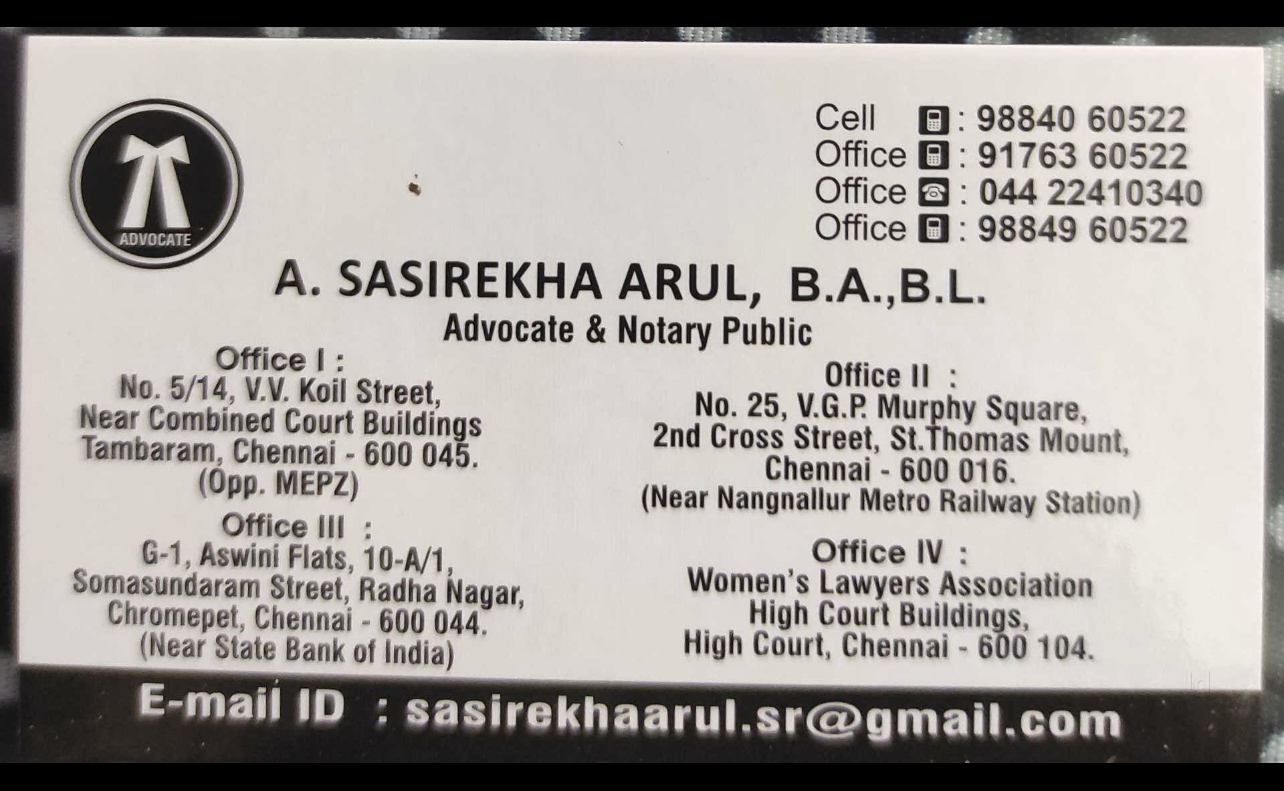 ADVOCATE
Cell : 98840 60522
Office : 91763 60522
Office : 044 22410340
Office : 98849 60522
A. SASIREKHA ARUL, B.A.,B.L.
Advocate & Notary Public
Office I :
No. 5/14, V.V. Koil Street,
Near Combined Court Buildings
Tambaram, Chennai - 600 045.
(Opp. MEPZ)
Office II :
No. 25, V.G.P. Murphy Square,
2nd Cross Street, St.Thomas Mount,
Chennai - 600 016.
(Near Nangnallur Metro Railway Station)
Office III :
G-1, Aswini Flats, 10-A/1,
Somasundaram Street, Radha Nagar,
Chromepet, Chennai - 600 044.
(Near State Bank of India)
Office IV :
Women's Lawyers Association
High Court Buildings,
High Court, Chennai - 600 104.
E-mail ID : sasirekhaarul.sr@gmail.com